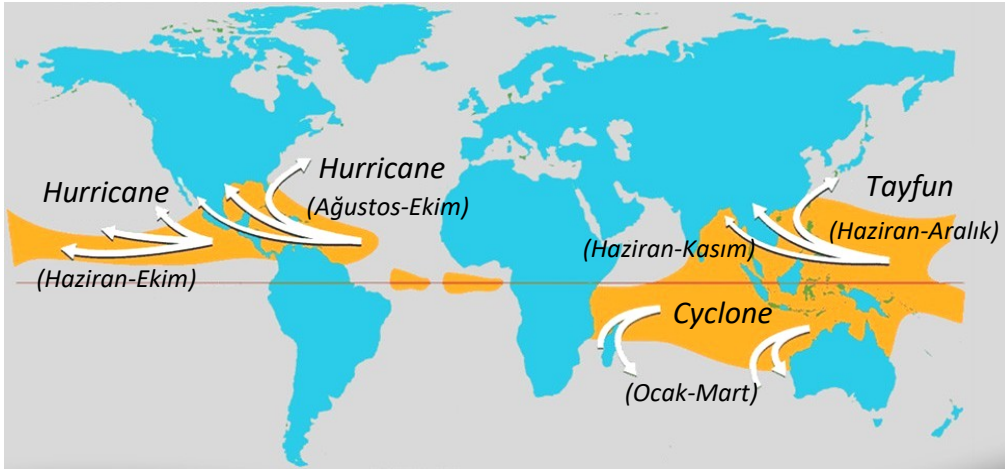 Hurricane
(Haziran-Ekim)
Hurricane
(Ağustos-Ekim)
Tayfun
(Haziran-Aralık)
(Haziran-Kasım)
Cyclone
(Ocak-Mart)